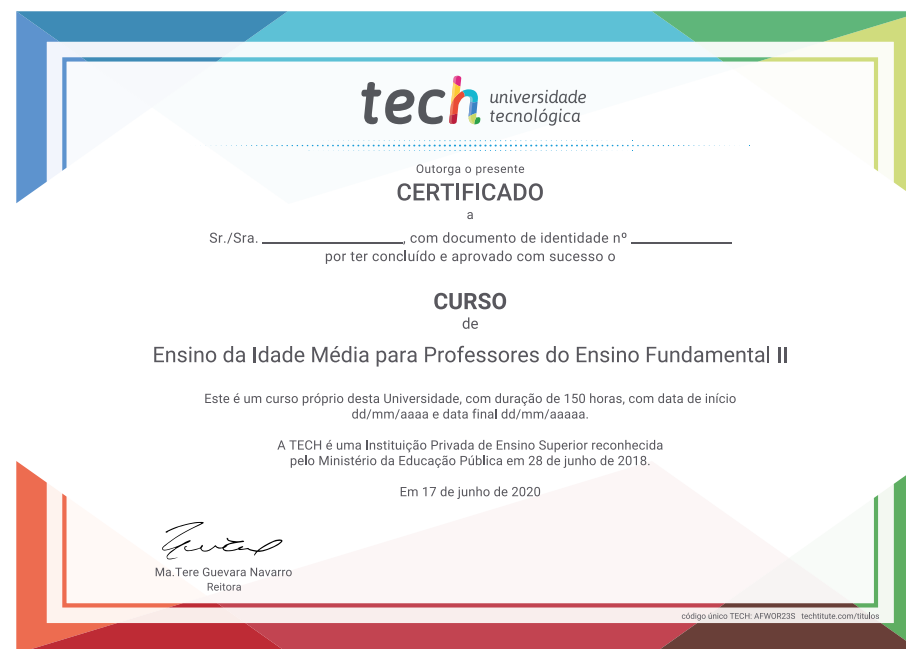 tech universidade
tecnológica
Outorga o presente
CERTIFICADO
a
Sr./Sra. ________________, com documento de identidade nº ____________
por ter concluído e aprovado com sucesso o
CURSO
de
Ensino da Idade Média para Professores do Ensino Fundamental II
Este é um curso próprio desta Universidade, com duração de 150 horas, com data de início
dd/mm/aaaa e data final dd/mm/aaaaa.
A TECH é uma Instituição Privada de Ensino Superior reconhecida
pelo Ministério da Educação Pública em 28 de junho de 2018.
Em 17 de junho de 2020
Ma.Tere Guevara Navarro
Reitora
código único TECH: AFWOR23S techtitute.com/titulos